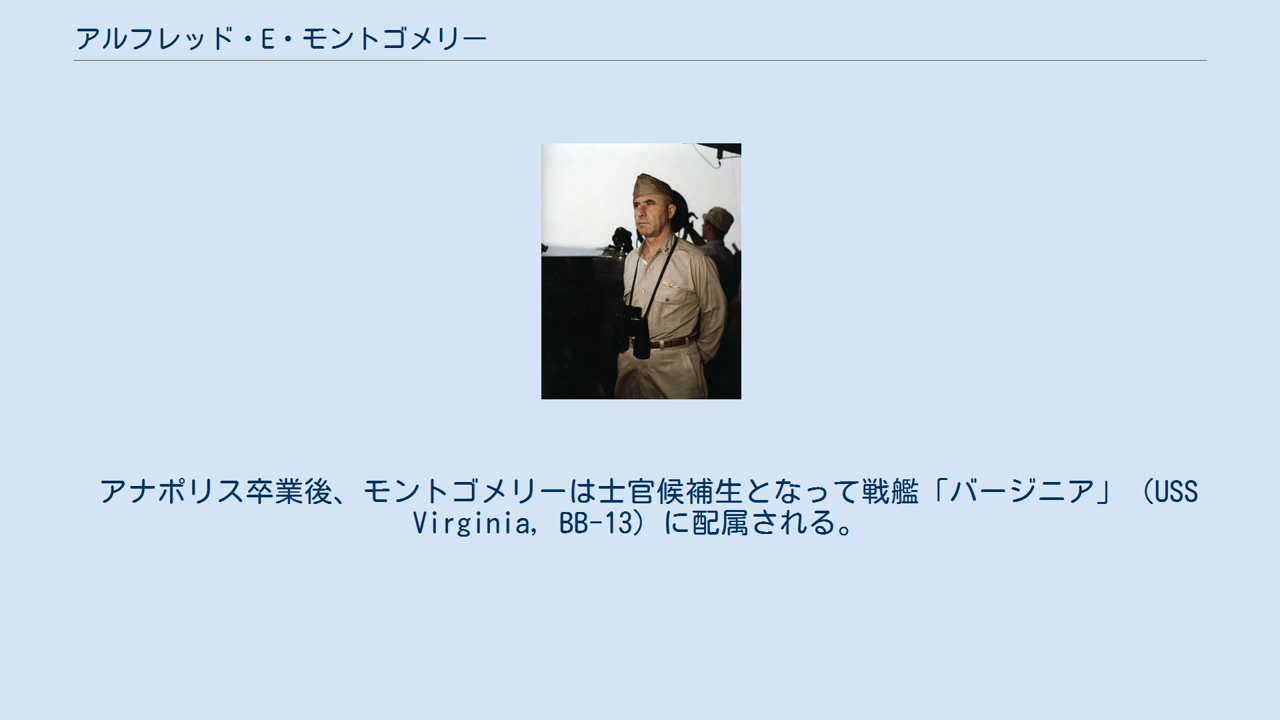 アルフレッド・E・モントゴメリー
アナポリス卒業後、モントゴメリーは士官候補生となって戦艦「バージニア」（USS
Virginia, BB-13）に配属される。